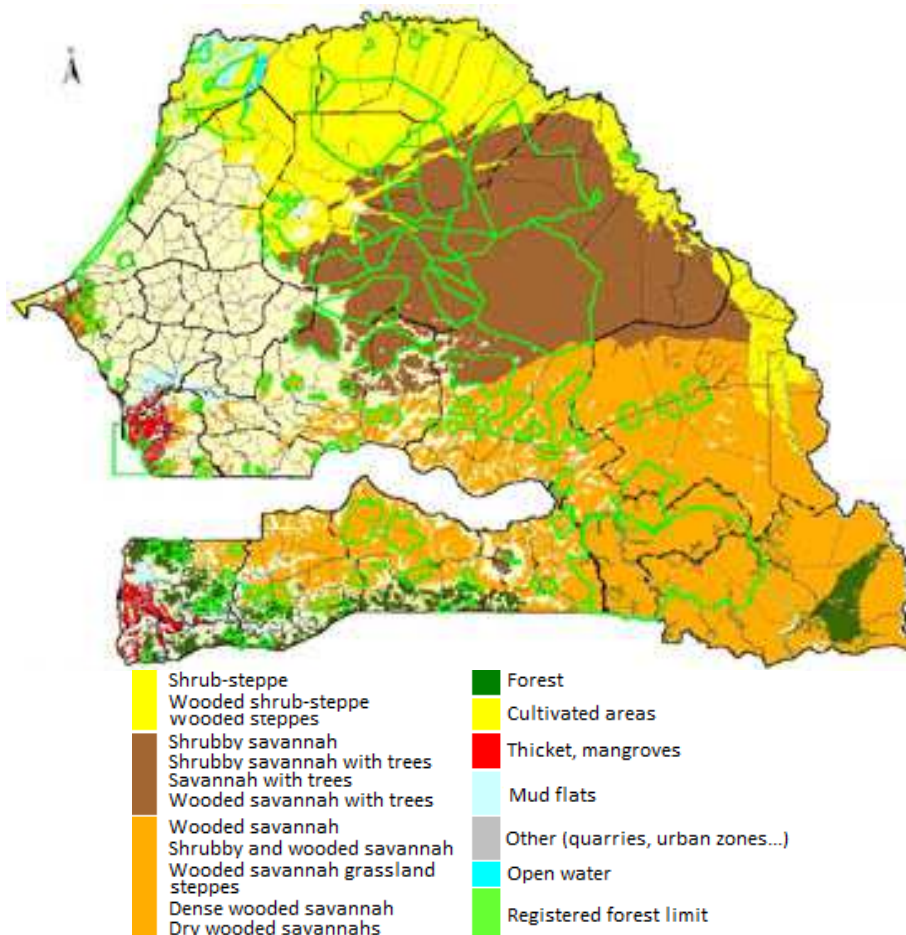 Shrub-steppe
Wooded shrub-steppe
Wooded steppes
Shrubby savannah
Shrubby savannah with trees
Savannah with trees
Wooded savannah with trees
Wooded savannah
Shrubby and wooded savannah
Wooded savannah grassland
steppes
Dense wooded savannah
Dry wooded savannahs
Forest
Cultivated areas
Thicket, mangroves
Mud flats
Other (quarries, urban zones...)
Open water
Registered forest limit